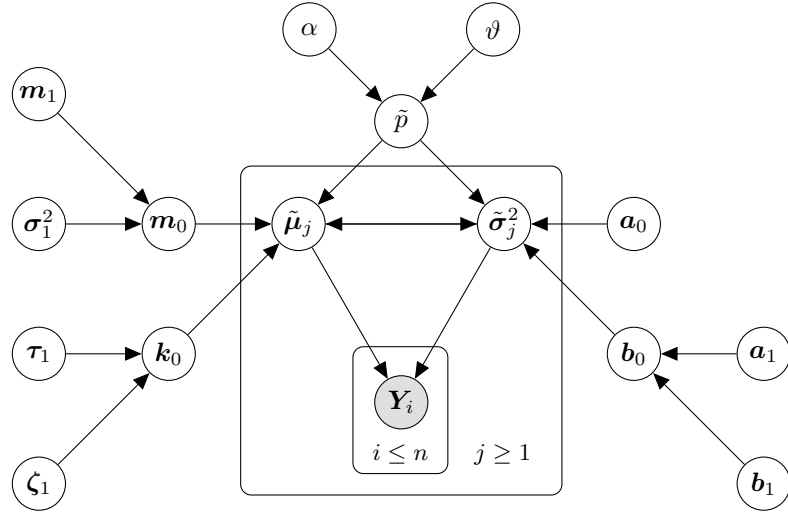 α ϑ
𝒎₁
p̃
σ₁² 𝒎₀ μ̃ⱼ σ̃ⱼ² 𝒂₀
τ₁ 𝒌₀ 𝒃₀ 𝒂₁
𝒀ᵢ
i ≤ n j ≥ 1
ζ₁ 𝒃₁